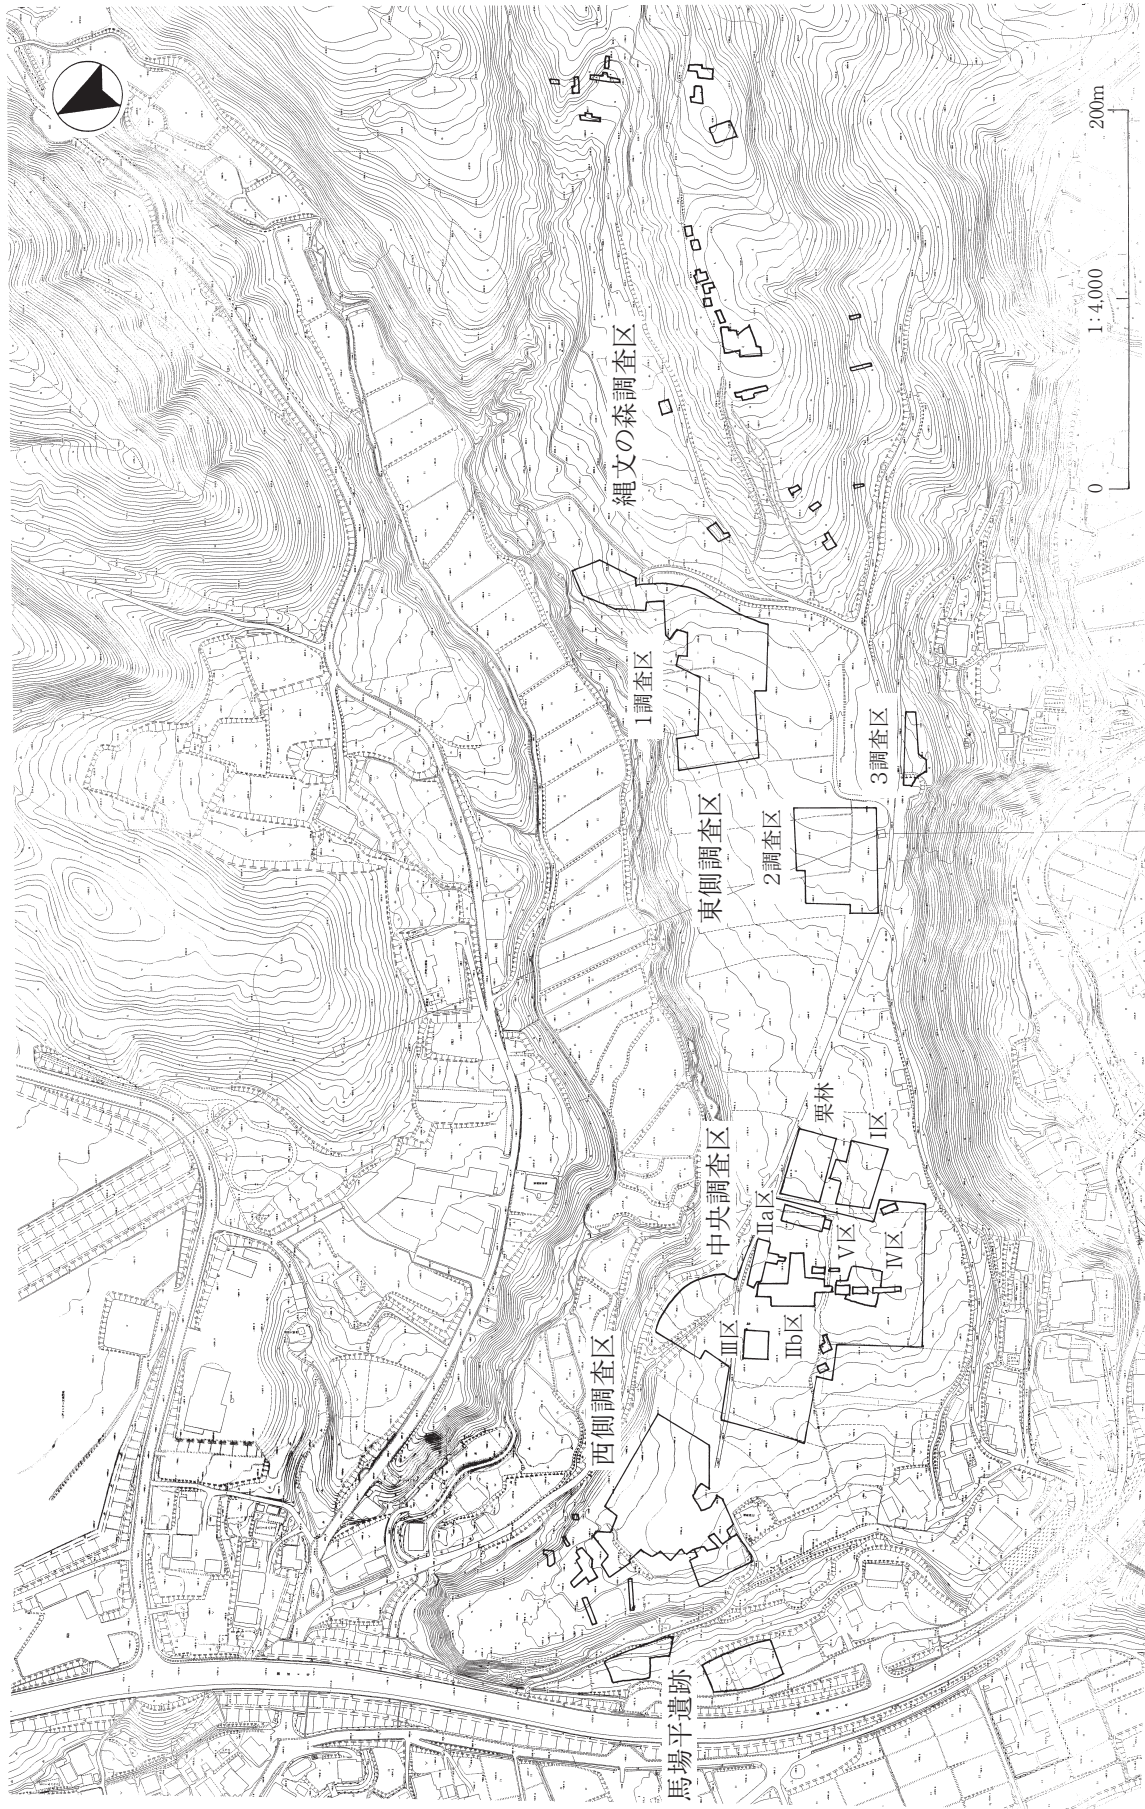 馬場平遺跡
西側調査区
中央調査区
Ⅲ区
Ⅱb区
Ⅱa区
Ⅴ区
Ⅳ区
Ⅰ区
栗林
東側調査区
1調査区
2調査区
3調査区
縄文の森調査区
0
1:4,000
200m